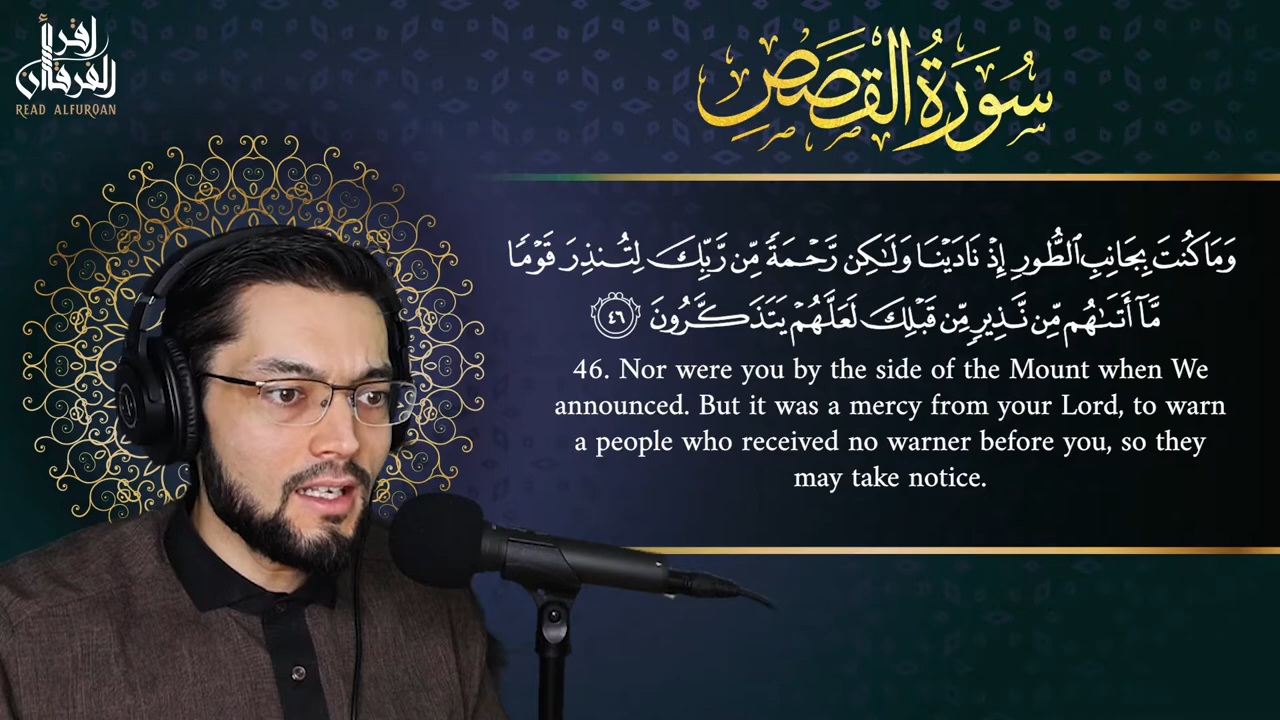 اقرأ
الفرقان
READ ALFURQAN
سُورَةُ القَصَصِ
وَمَا كُنتَ بِجَانِبِ ٱلطُّورِ إِذْ نَادَيْنَا وَلَٰكِن رَّحْمَةً مِّن رَّبِّكَ لِتُنذِرَ قَوْمًا
مَّآ أَتَىٰهُم مِّن نَّذِيرٍ مِّن قَبْلِكَ لَعَلَّهُمْ يَتَذَكَّرُونَ ٤٦
46. Nor were you by the side of the Mount when We
announced. But it was a mercy from your Lord, to warn
a people who received no warner before you, so they
may take notice.